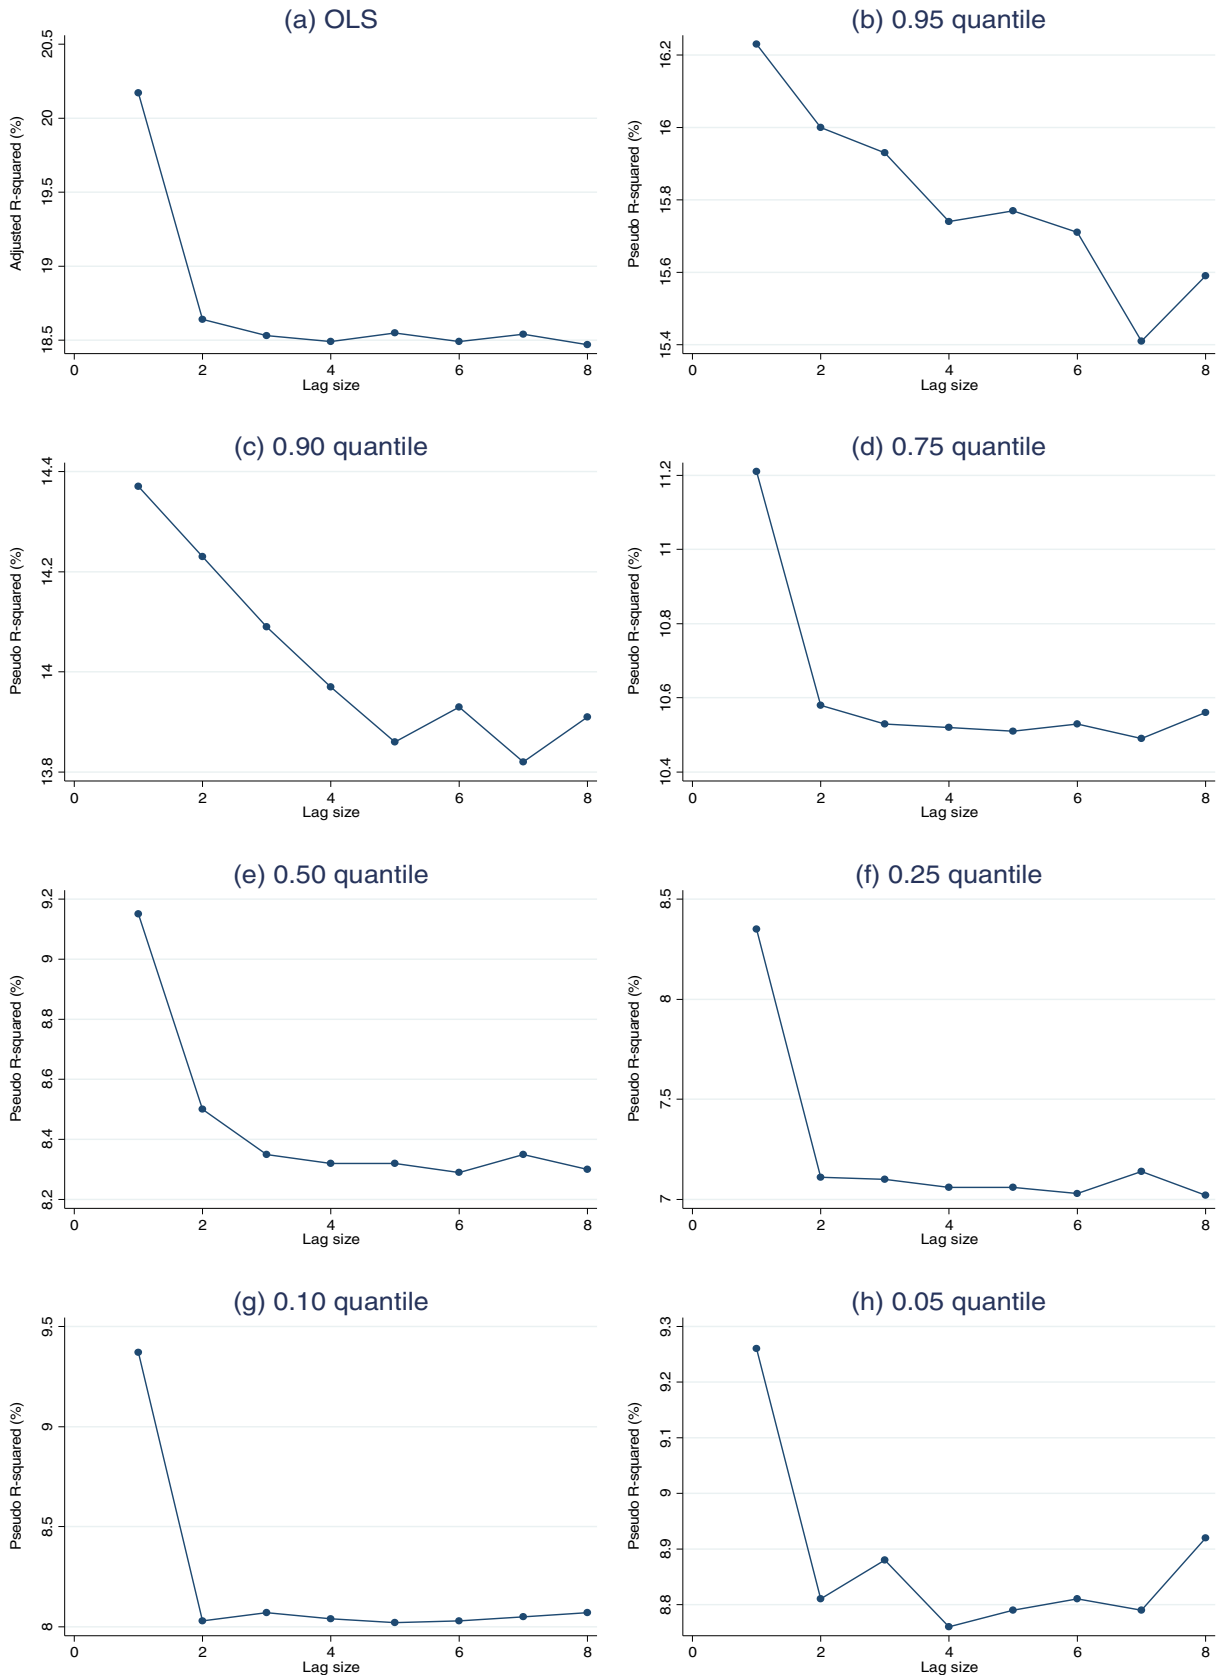 (a) OLS
Adjusted R-squared (%)
20.5
20
19.5
19
18.5
0 2 4 6 8
Lag size
(b) 0.95 quantile
Pseudo R-squared (%)
16.2
16
15.8
15.6
15.4
0 2 4 6 8
Lag size
(c) 0.90 quantile
Pseudo R-squared (%)
14.4
14.2
14
13.8
0 2 4 6 8
Lag size
(d) 0.75 quantile
Pseudo R-squared (%)
11.2
11
10.8
10.6
10.4
0 2 4 6 8
Lag size
(e) 0.50 quantile
Pseudo R-squared (%)
9.2
9
8.8
8.6
8.4
8.2
0 2 4 6 8
Lag size
(f) 0.25 quantile
Pseudo R-squared (%)
8.5
8
7.5
7
0 2 4 6 8
Lag size
(g) 0.10 quantile
Pseudo R-squared (%)
9.5
9
8.5
8
0 2 4 6 8
Lag size
(h) 0.05 quantile
Pseudo R-squared (%)
9.3
9.2
9.1
9
8.9
8.8
0 2 4 6 8
Lag size